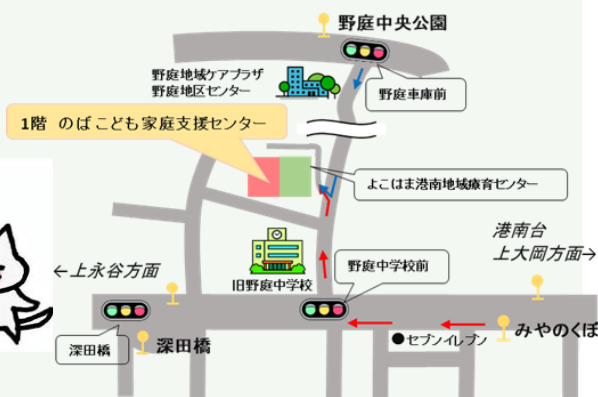 野庭中央公園
野庭地域ケアプラザ
野庭地区センター
野庭車庫前
1階 のば こども 家庭支援センター
よこはま港南地域療育センター
港南台
上大岡方面→
←上永谷方面
旧野庭中学校
野庭中学校前
みやのくぼ
●セブンイレブン
深田橋
深田橋